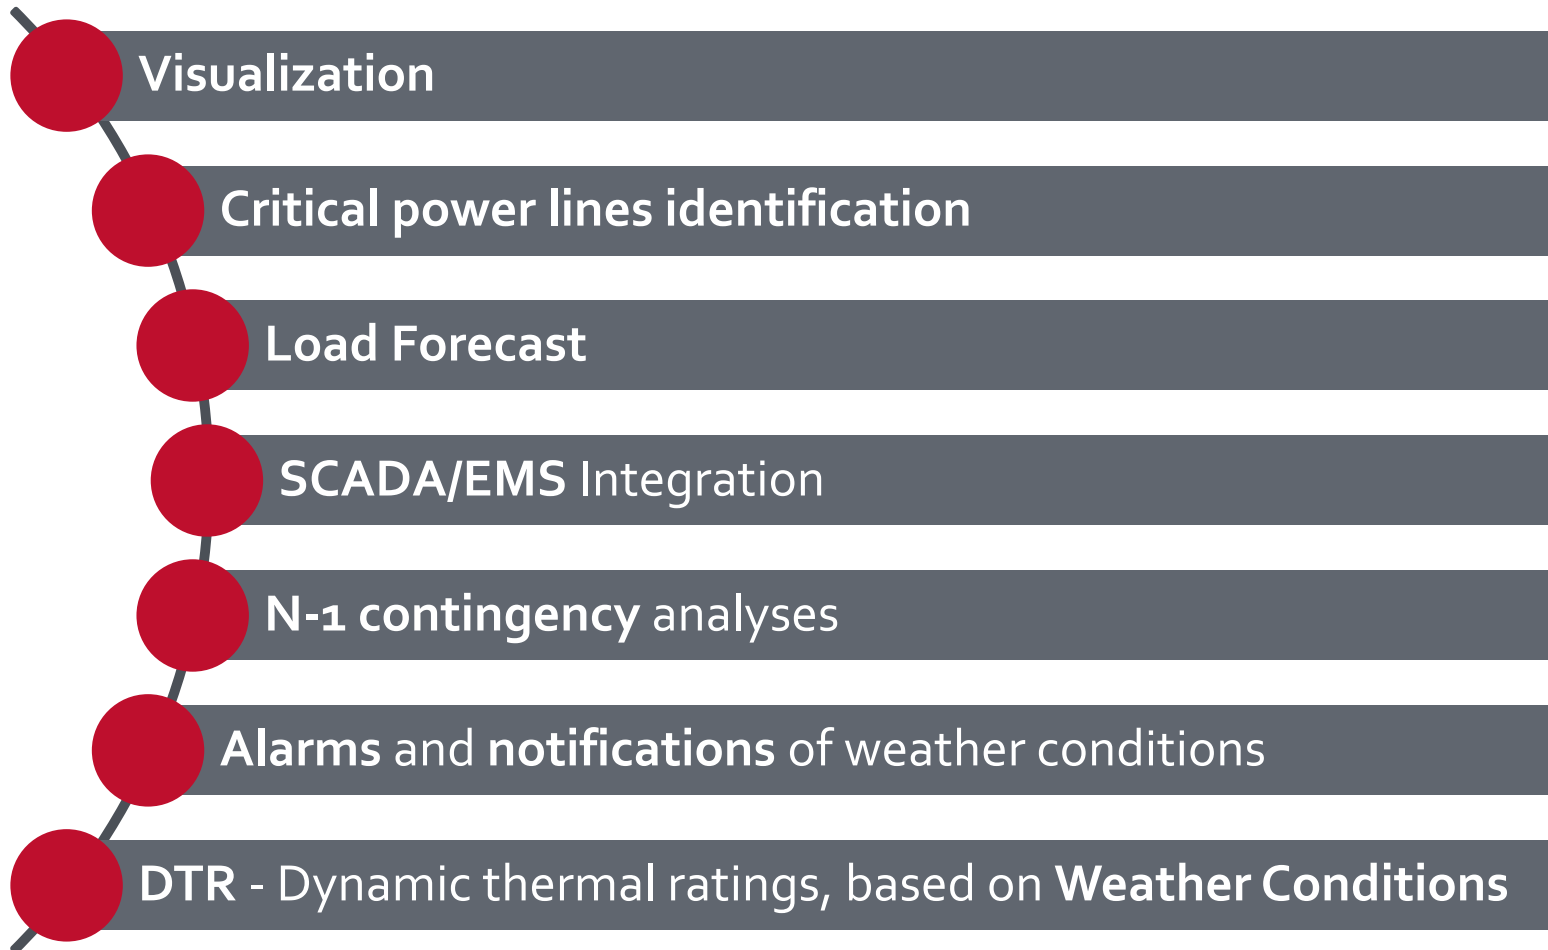 Visualization
Critical power lines identification
Load Forecast
SCADA/EMS Integration
N-1 contingency analyses
Alarms and notifications of weather conditions
DTR - Dynamic thermal ratings, based on Weather Conditions